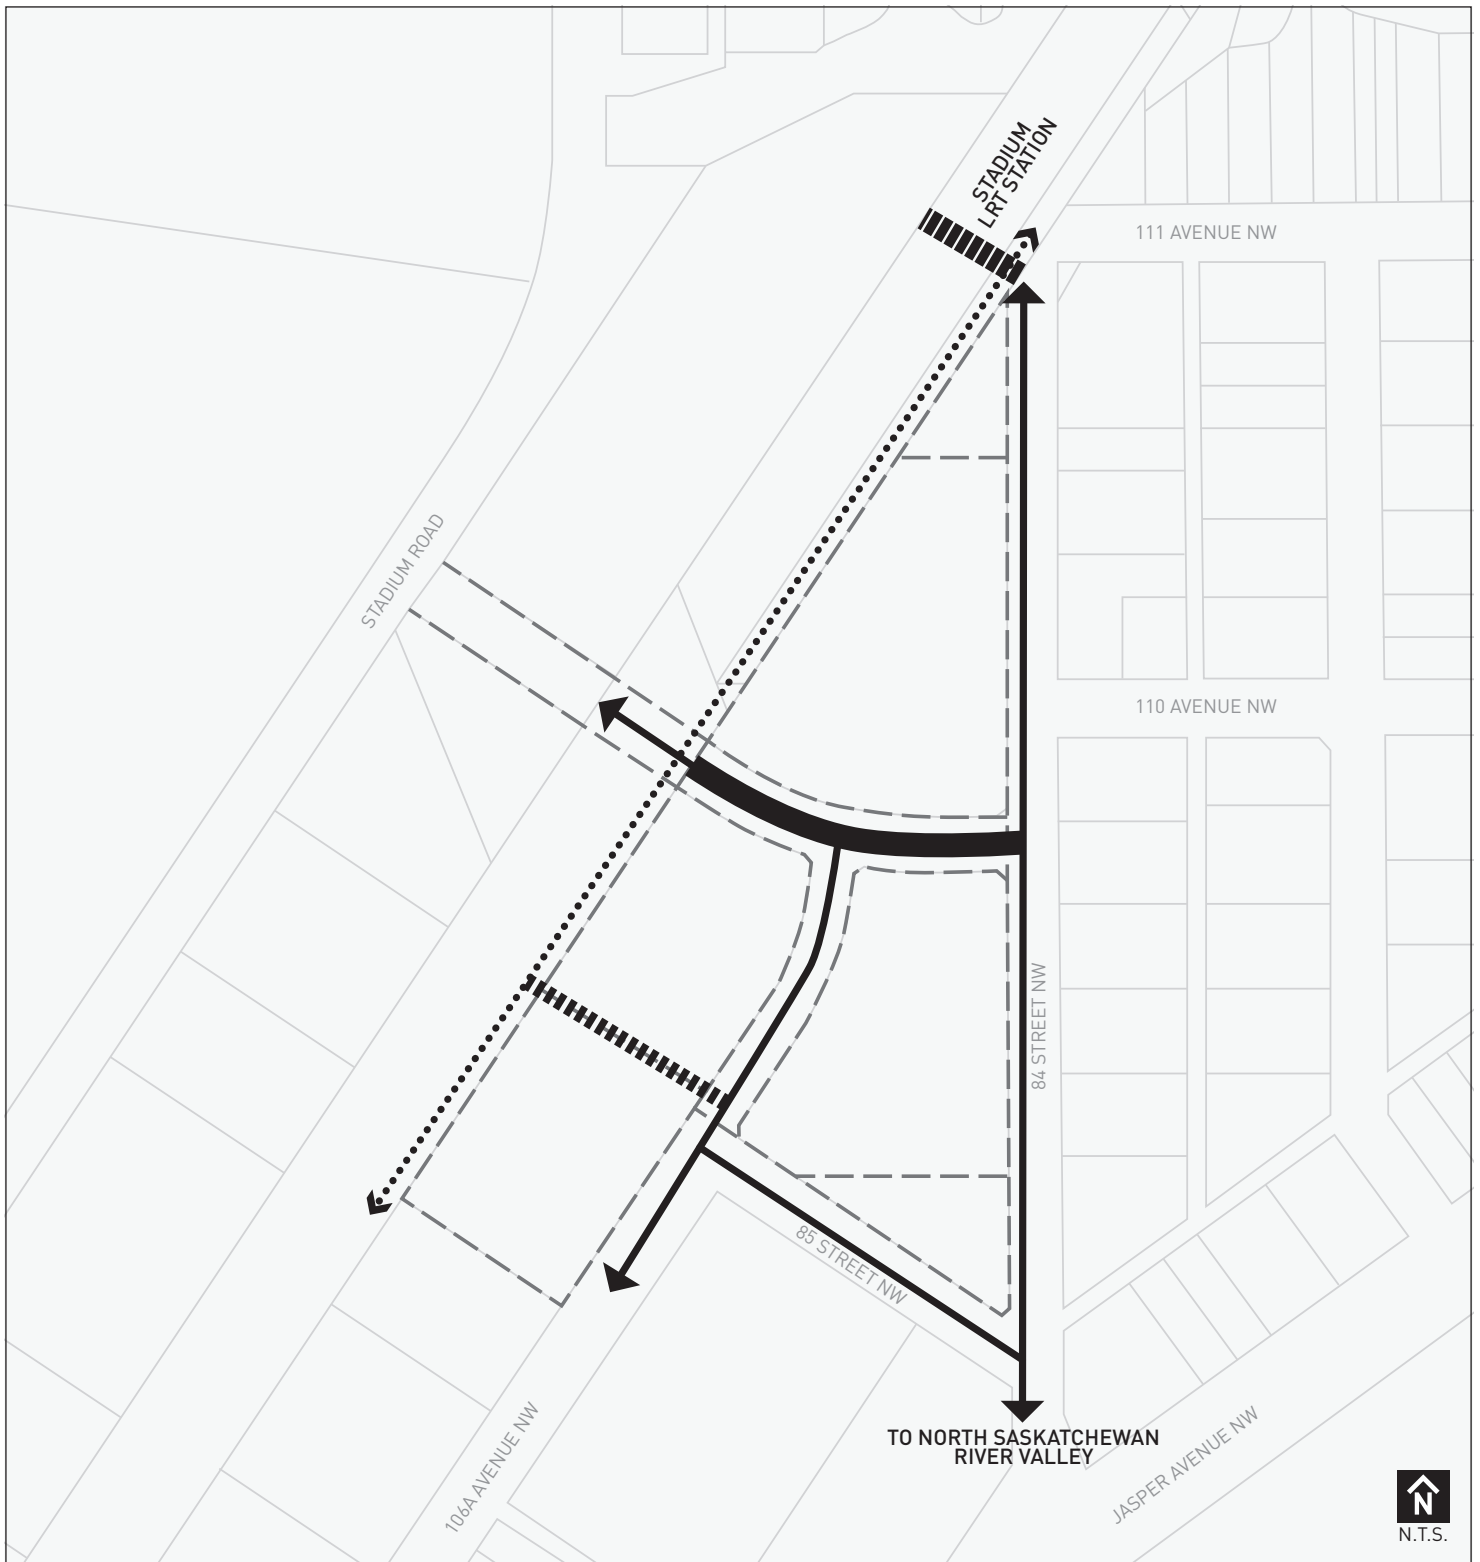 STADIUM
LRT STATION
111 AVENUE NW
STADIUM ROAD
110 AVENUE NW
84 STREET NW
85 STREET NW
106A AVENUE NW
TO NORTH SASKATCHEWAN
RIVER VALLEY
JASPER AVENUE NW
N
N.T.S.